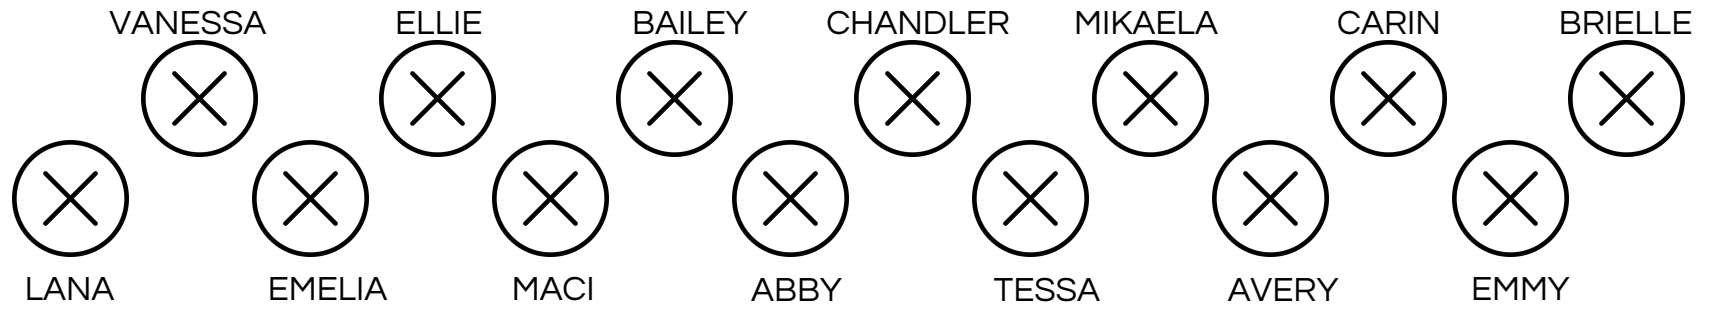 VANESSA ELLIE BAILEY CHANDLER MIKAELA CARIN BRIELLE
LANA EMELIA MACI ABBY TESSA AVERY EMMY